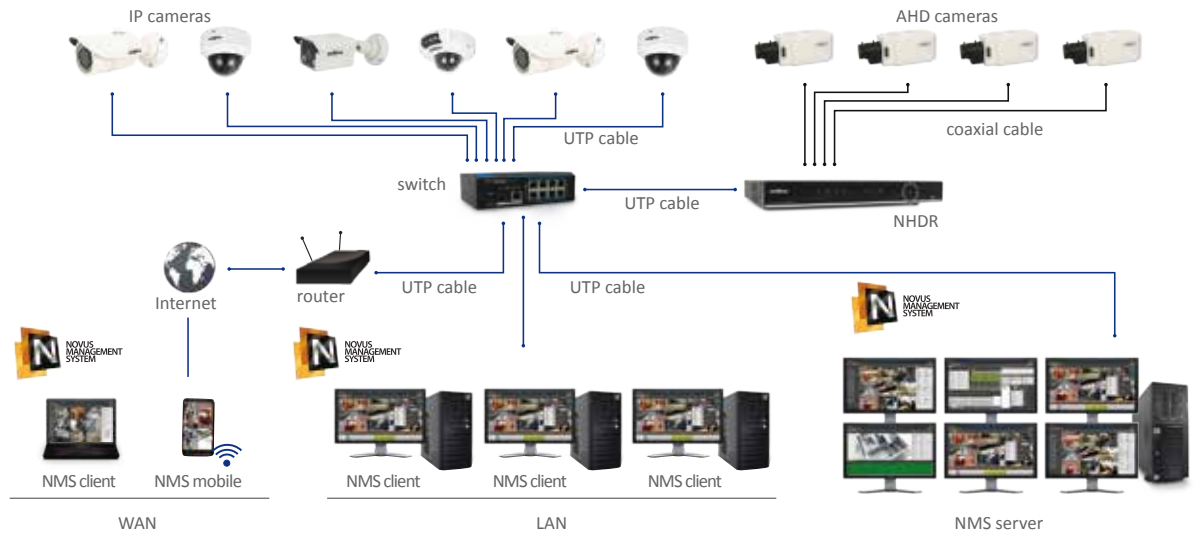 IP cameras
AHD cameras
UTP cable
coaxial cable
switch
UTP cable
NHDR
Internet
router
UTP cable
UTP cable
N
NOVUS
MANAGEMENT
SYSTEM
N
NOVUS
MANAGEMENT
SYSTEM
N
NOVUS
MANAGEMENT
SYSTEM
NMS client
NMS mobile
NMS client
NMS client
NMS client
WAN
LAN
NMS server